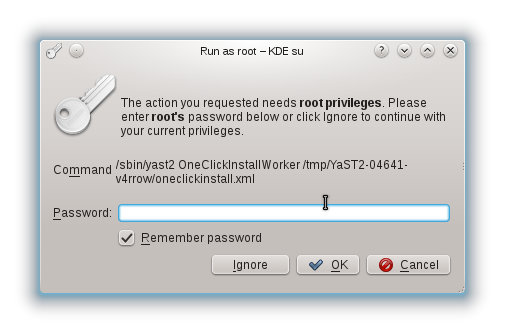 Run as root – KDE su
The action you requested needs root privileges. Please
enter root's password below or click Ignore to continue with
your current privileges.
Command /sbin/yast2 OneClickInstallWorker /tmp/YaST2-04641-
v4rrow/oneclickinstall.xml
Password:
Remember password
Ignore OK Cancel